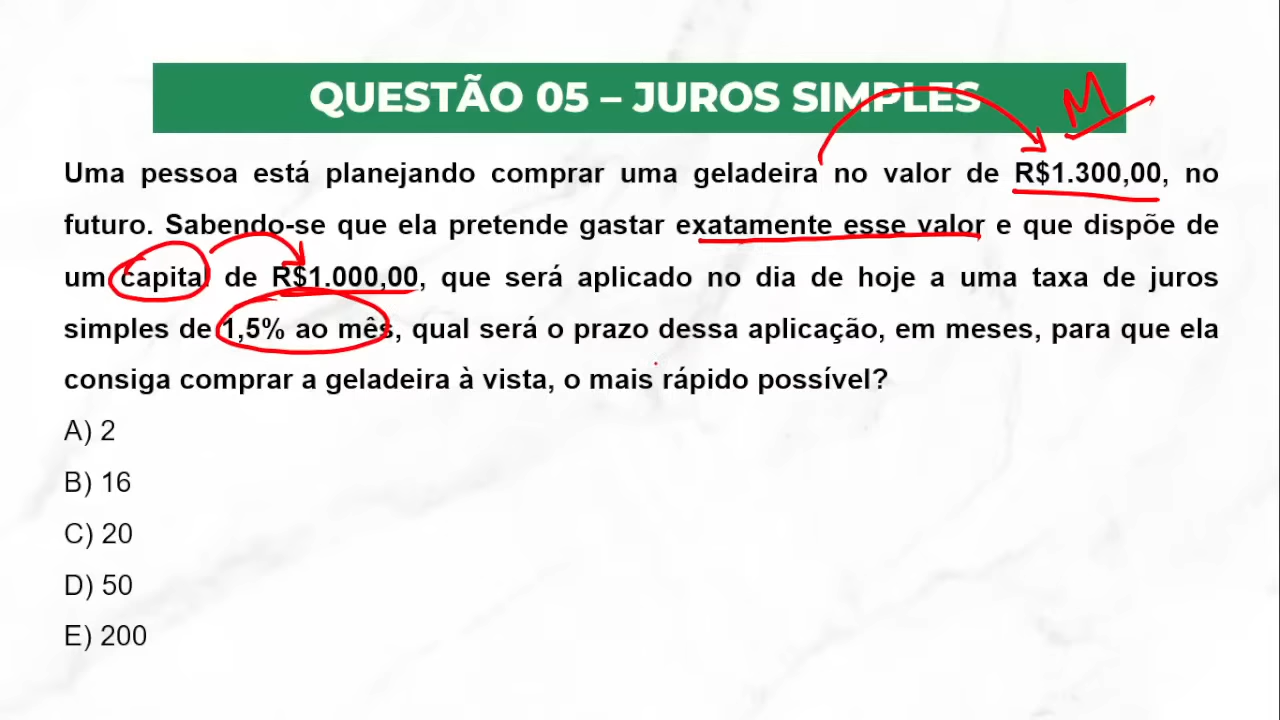 QUESTÃO 05 – JUROS SIMPLES
M
Uma pessoa está planejando comprar uma geladeira no valor de R$1.300,00, no
futuro. Sabendo-se que ela pretende gastar exatamente esse valor e que dispõe de
um capital de R$1.000,00, que será aplicado no dia de hoje a uma taxa de juros
simples de 1,5% ao mês, qual será o prazo dessa aplicação, em meses, para que ela
consiga comprar a geladeira à vista, o mais rápido possível?
A) 2
B) 16
C) 20
D) 50
E) 200